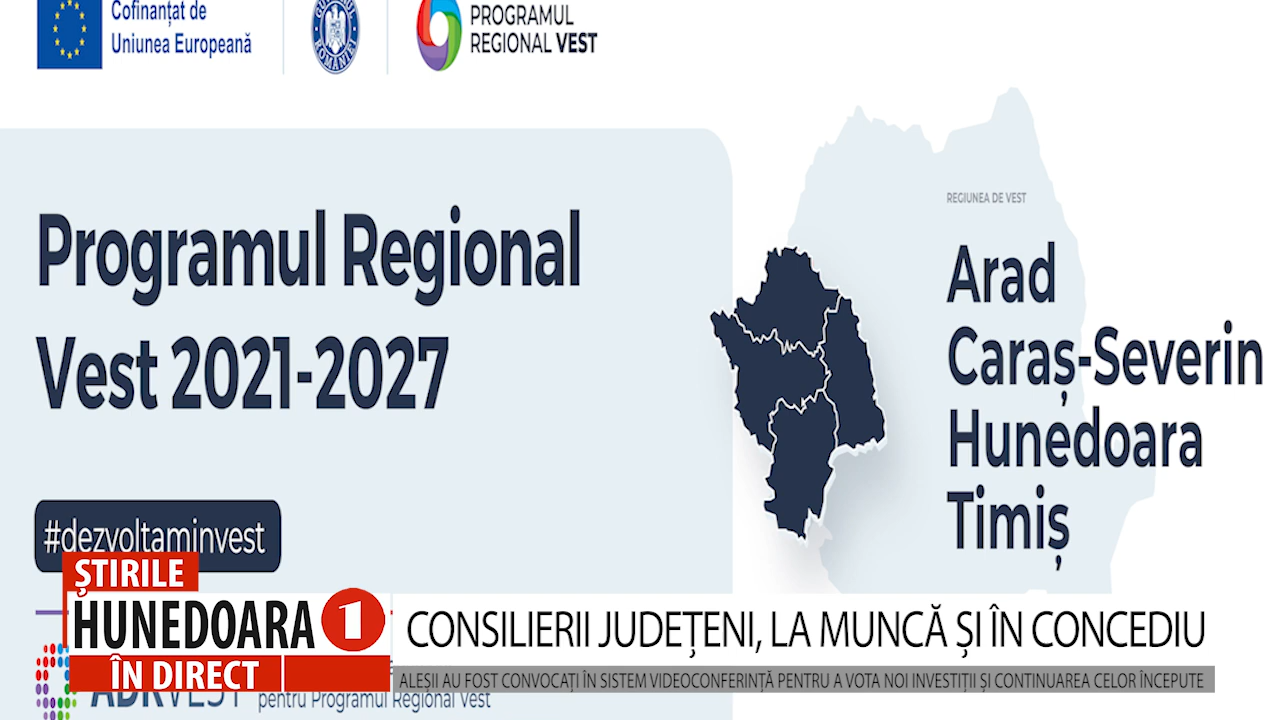 Cofinanțat de
Uniunea Europeană
GUVERNUL
ROMÂNIEI
PROGRAMUL
REGIONAL VEST
Programul Regional
Vest 2021-2027
REGIUNEA DE VEST
Arad
Caraș-Severin
Hunedoara
Timiș
#dezvoltaminvest
ȘTIRILE
HUNEDOARA 1
ÎN DIRECT
CONSILIERII JUDEȚENI, LA MUNCĂ ȘI ÎN CONCEDIU
ALEȘII AU FOST CONVOCAȚI ÎN SISTEM VIDEOCONFERINȚĂ PENTRU A VOTA NOI INVESTIȚII ȘI CONTINUAREA CELOR ÎNCEPUTE
ADRVEST pentru Programul Regional Vest